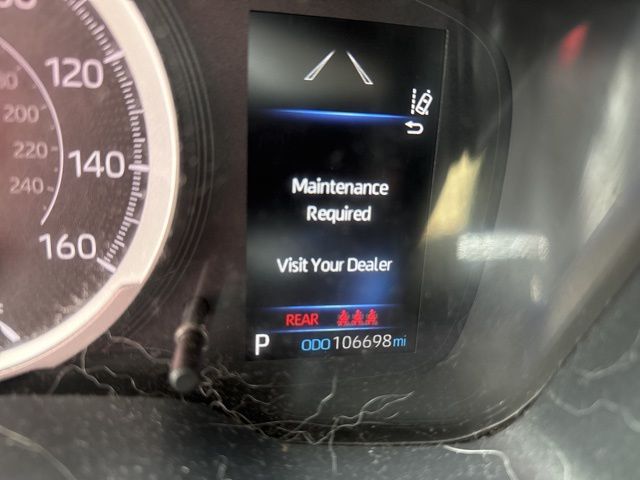 120
200
220
140
240
160
Maintenance
Required
Visit Your Dealer
REAR
P ODO 106698 mi